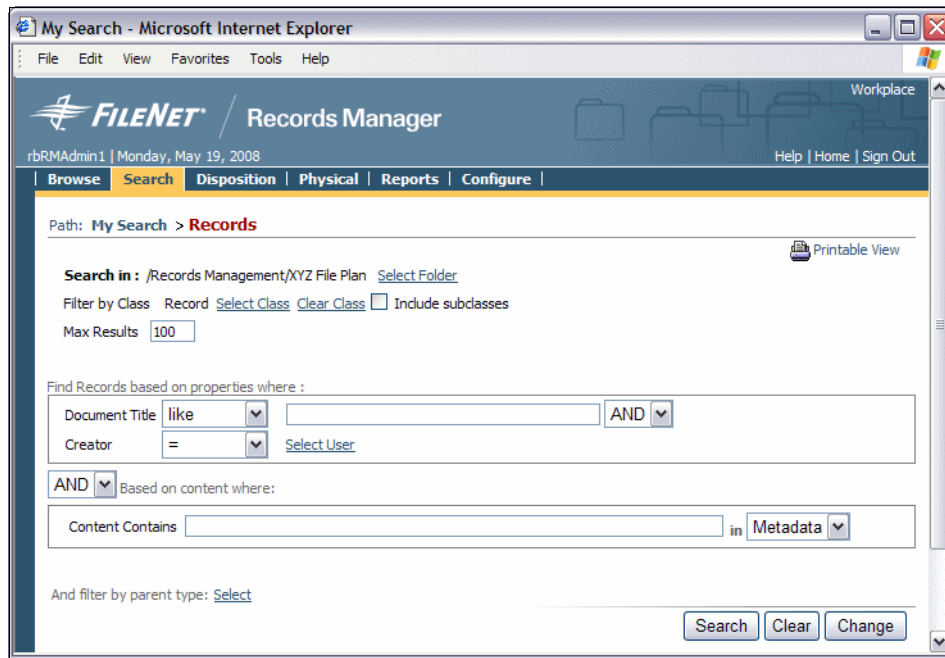 My Search - Microsoft Internet Explorer
File Edit View Favorites Tools Help
Workplace
FILENET Records Manager
rbRMAdmin1 | Monday, May 19, 2008
Help | Home | Sign Out
| Browse Search Disposition | Physical | Reports | Configure |
Path: My Search > Records
Printable View
Search in : /Records Management/XYZ File Plan Select Folder
Filter by Class Record Select Class Clear Class Include subclasses
Max Results 100
Find Records based on properties where :
Document Title like AND
Creator = Select User
AND Based on content where:
Content Contains in Metadata
And filter by parent type: Select
Search Clear Change